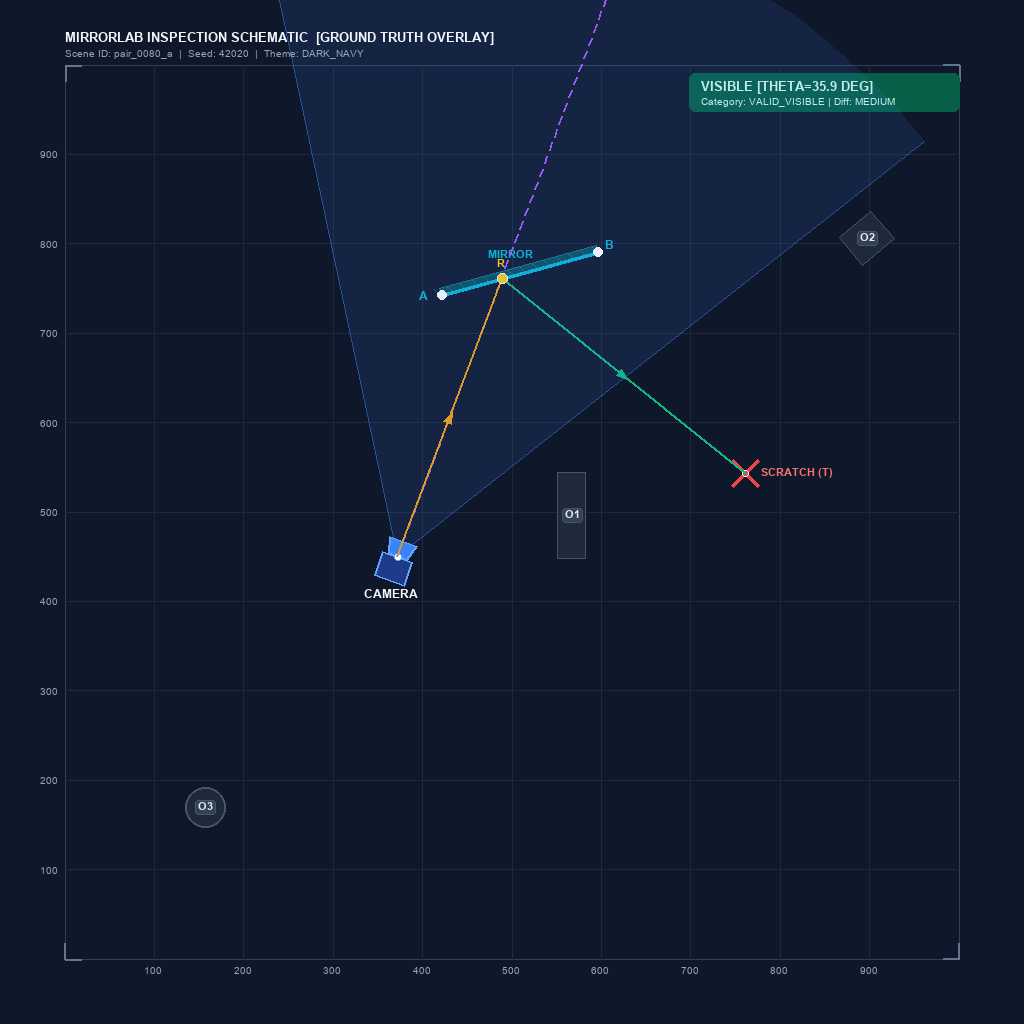 MIRRORLAB INSPECTION SCHEMATIC [GROUND TRUTH OVERLAY]
Scene ID: pair_0080_a | Seed: 42020 | Theme: DARK_NAVY
VISIBLE [THETA=35.9 DEG]
Category: VALID_VISIBLE | Diff: MEDIUM
900
O2
B
800
MIRROR
R
A
700
600
SCRATCH (T)
500
O1
CAMERA
400
300
200
O3
100
100 200 300 400 500 600 700 800 900